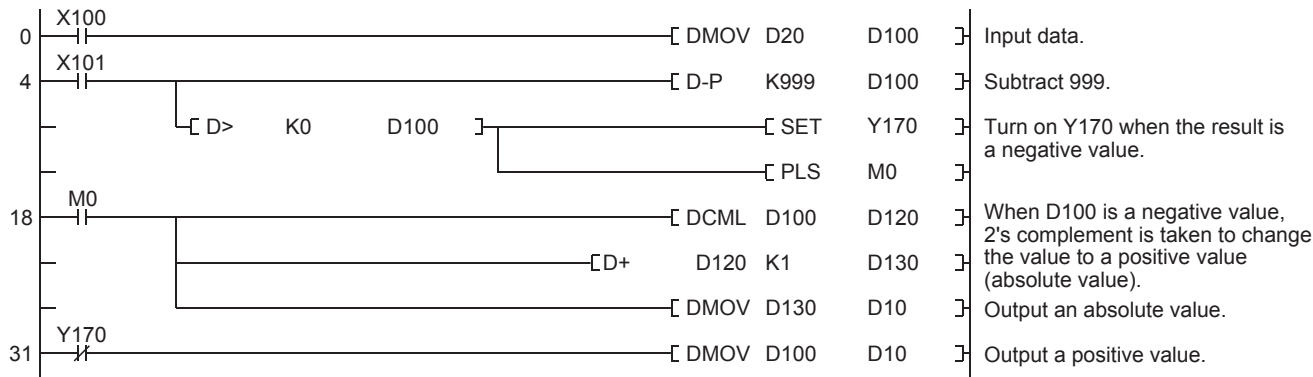 X100
0 DMOV D20 D100 Input data.
X101
4 D-P K999 D100 Subtract 999.
D> K0 D100 SET Y170 Turn on Y170 when the result is
a negative value.
PLS M0
M0
18 DCML D100 D120 When D100 is a negative value,
2's complement is taken to change
D+ D120 K1 D130 the value to a positive value
(absolute value).
DMOV D130 D10 Output an absolute value.
Y170
31 DMOV D100 D10 Output a positive value.